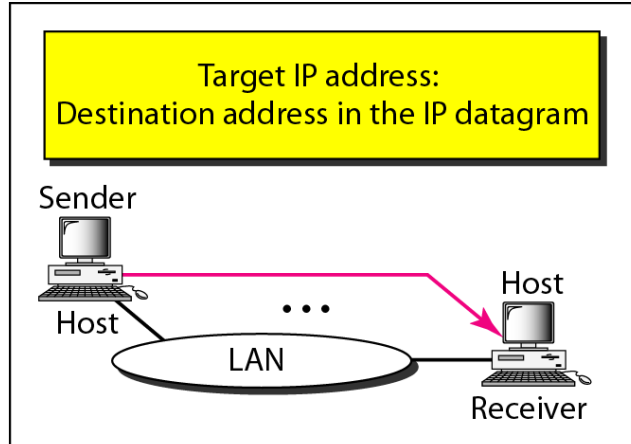 Target IP address:
Destination address in the IP datagram
Sender
Host
Host
• • •
LAN
Receiver